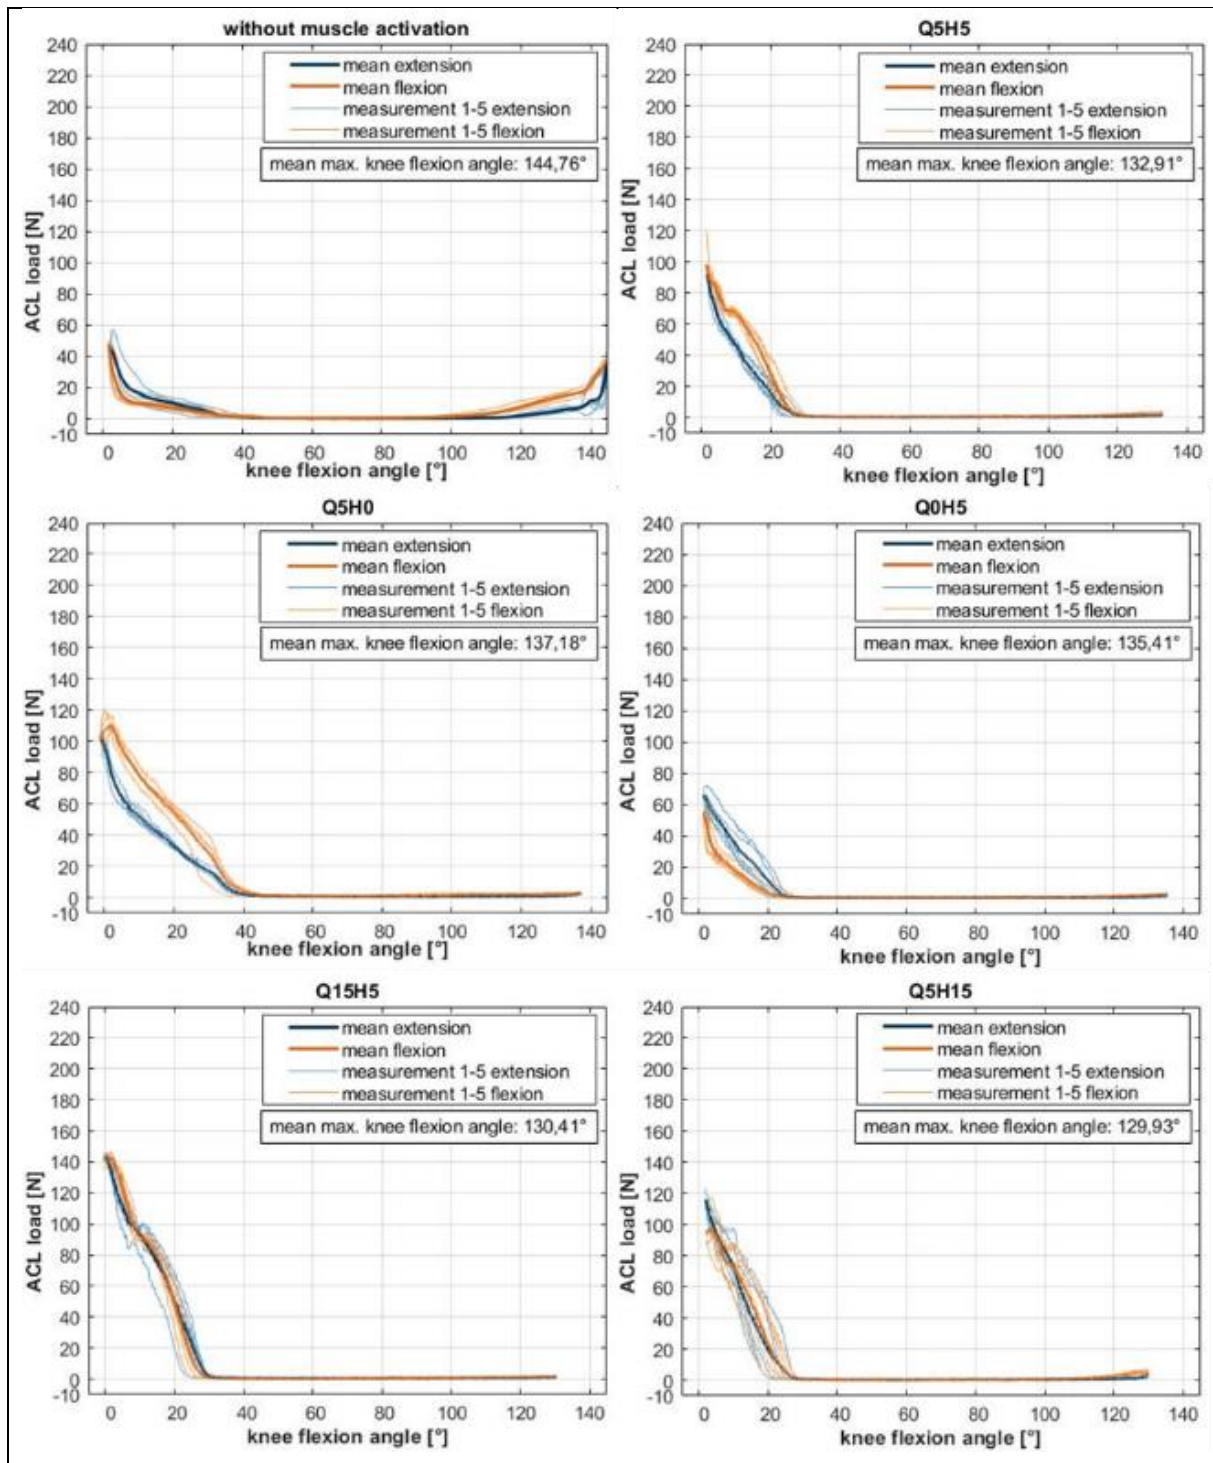 without muscle activation
240
220
200
180
160
140
120
100
80
60
40
20
0
-10
ACL load [N]
mean extension
mean flexion
measurement 1-5 extension
measurement 1-5 flexion
mean max. knee flexion angle: 144,76°
0 20 40 60 80 100 120 140
knee flexion angle [°]
Q5H5
240
220
200
180
160
140
120
100
80
60
40
20
0
-10
ACL load [N]
mean extension
mean flexion
measurement 1-5 extension
measurement 1-5 flexion
mean max. knee flexion angle: 132,91°
0 20 40 60 80 100 120 140
knee flexion angle [°]
Q5H0
240
220
200
180
160
140
120
100
80
60
40
20
0
-10
ACL load [N]
mean extension
mean flexion
measurement 1-5 extension
measurement 1-5 flexion
mean max. knee flexion angle: 137,18°
0 20 40 60 80 100 120 140
knee flexion angle [°]
Q0H5
240
220
200
180
160
140
120
100
80
60
40
20
0
-10
ACL load [N]
mean extension
mean flexion
measurement 1-5 extension
measurement 1-5 flexion
mean max. knee flexion angle: 135,41°
0 20 40 60 80 100 120 140
knee flexion angle [°]
Q15H5
240
220
200
180
160
140
120
100
80
60
40
20
0
-10
ACL load [N]
mean extension
mean flexion
measurement 1-5 extension
measurement 1-5 flexion
mean max. knee flexion angle: 130,41°
0 20 40 60 80 100 120 140
knee flexion angle [°]
Q5H15
240
220
200
180
160
140
120
100
80
60
40
20
0
-10
ACL load [N]
mean extension
mean flexion
measurement 1-5 extension
measurement 1-5 flexion
mean max. knee flexion angle: 129,93°
0 20 40 60 80 100 120 140
knee flexion angle [°]